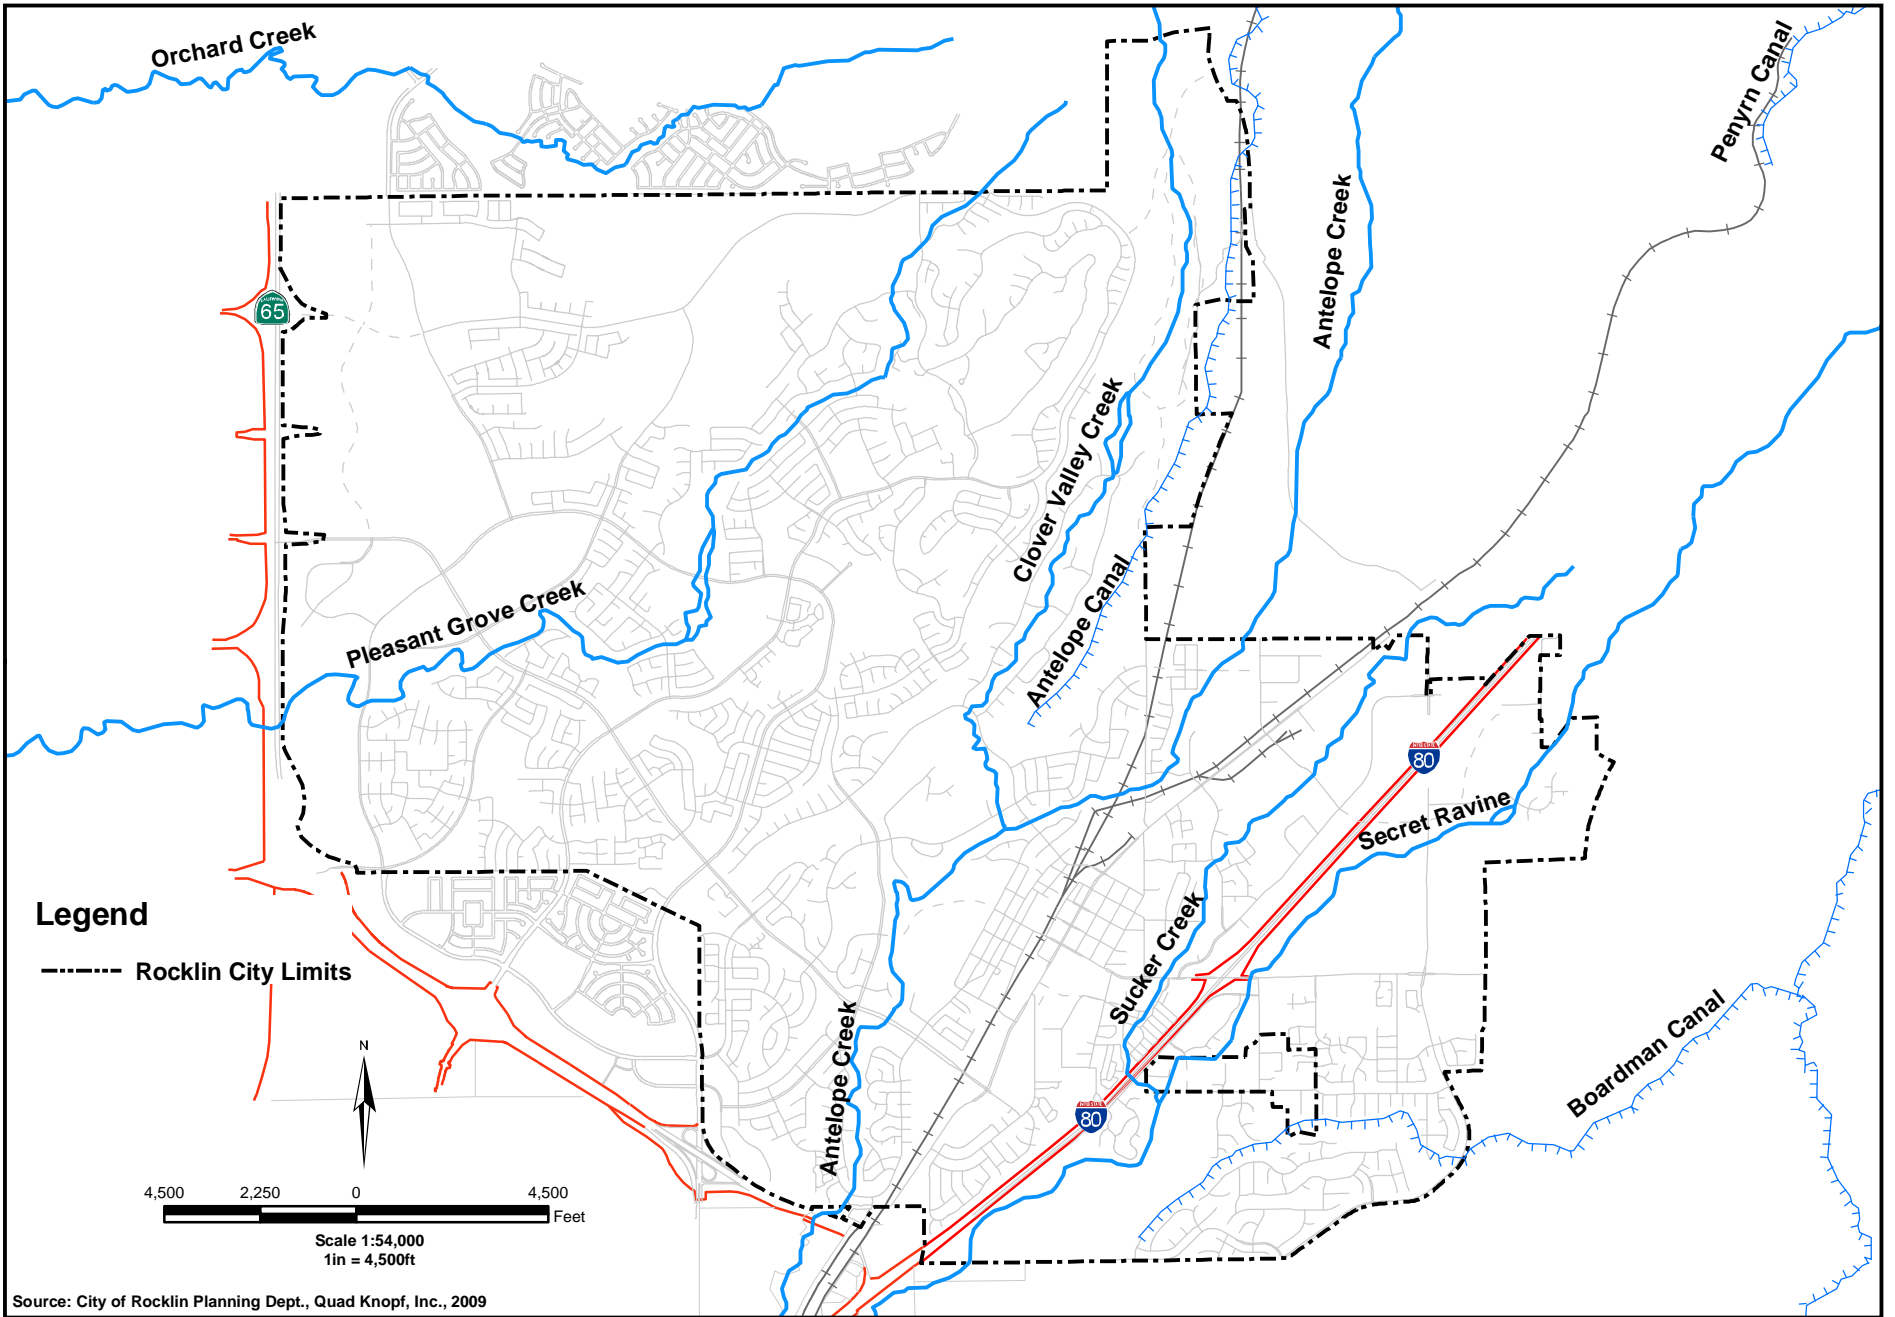 Orchard Creek
Penyrn Canal
Antelope Creek
65
Clover Valley Creek
Antelope Canal
Pleasant Grove Creek
80
Secret Ravine
Legend
Rocklin City Limits
Sucker Creek
Boardman Canal
Antelope Creek
80
N
4,500 2,250 0 4,500
Feet
Scale 1:54,000
1in = 4,500ft
Source: City of Rocklin Planning Dept., Quad Knopf, Inc., 2009